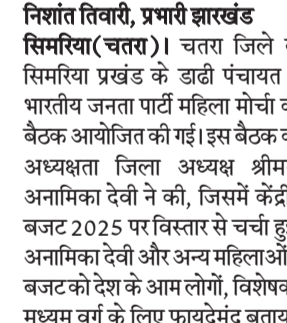 निशांत तिवारी, प्रभारी झारखंड
सिमरिया(चतरा)। चतरा जिले
सिमरिया प्रखंड के डाढी पंचायत
भारतीय जनता पार्टी महिला मोर्चा
बैठक आयोजित की गई। इस बैठक
अध्यक्षता जिला अध्यक्ष
अनामिका देवी ने की, जिसमें
बजट 2025 पर विस्तार से चर्चा
अनामिका देवी और अन्य महिलाओं
बजट को देश के आम लोगों,
मध्यम वर्ग के लिए फायदेमंद